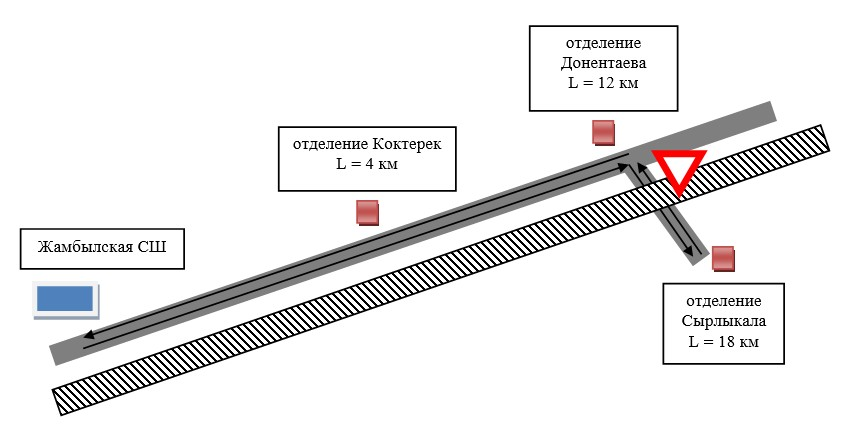 отделение
Донентаева
L = 12 км
отделение Коктерек
L = 4 км
Жамбылская СШ
отделение
Сырлыкала
L = 18 км